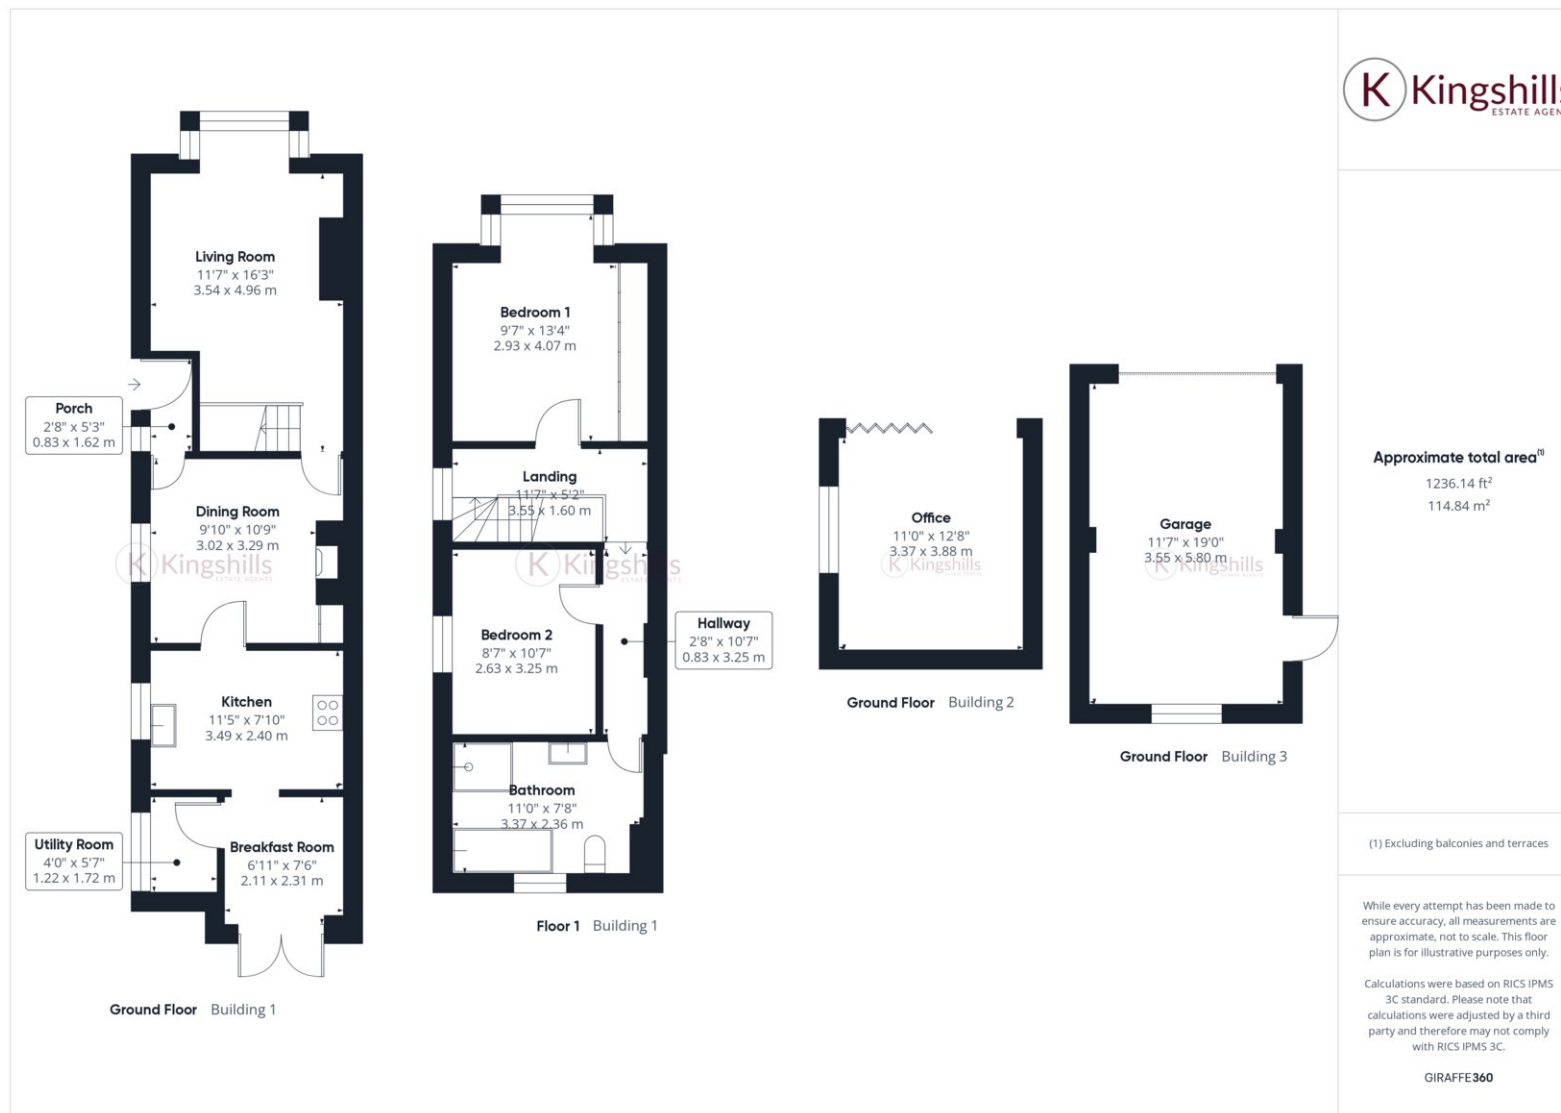 Living Room
11'7" x 16'3"
3.54 x 4.96 m
Porch
2'8" x 5'3"
0.83 x 1.62 m
Dining Room
9'10" x 10'9"
3.02 x 3.29 m
K Kingshills
ESTATE AGENTS
Kitchen
11'5" x 7'10"
3.49 x 2.40 m
Utility Room
4'0" x 5'7"
1.22 x 1.72 m
Breakfast Room
6'11" x 7'6"
2.11 x 2.31 m
Ground Floor Building 1
Bedroom 1
9'7" x 13'4"
2.93 x 4.07 m
Landing
11'7" x 5'2"
3.55 x 1.60 m
K Kingshills
ESTATE AGENTS
Bedroom 2
8'7" x 10'7"
2.63 x 3.25 m
Hallway
2'8" x 10'7"
0.83 x 3.25 m
Bathroom
11'0" x 7'8"
3.37 x 2.36 m
Floor 1 Building 1
Office
11'0" x 12'8"
3.37 x 3.88 m
K Kingshills
ESTATE AGENTS
Ground Floor Building 2
Garage
11'7" x 19'0"
3.55 x 5.80 m
K Kingshills
ESTATE AGENTS
Ground Floor Building 3
K Kingshills
ESTATE AGEN
Approximate total area(1)
1236.14 ft²
114.84 m²
(1) Excluding balconies and terraces
While every attempt has been made to
ensure accuracy, all measurements are
approximate, not to scale. This floor
plan is for illustrative purposes only.
Calculations were based on RICS IPMS
3C standard. Please note that
calculations were adjusted by a third
party and therefore may not comply
with RICS IPMS 3C.
GIRAFFE360